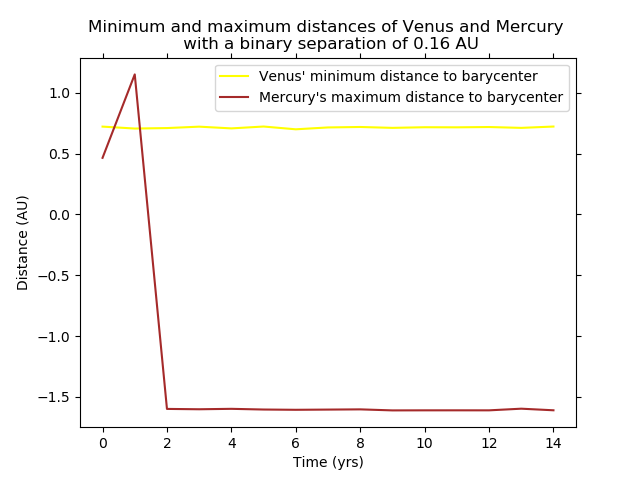 Minimum and maximum distances of Venus and Mercury
with a binary separation of 0.16 AU
Venus' minimum distance to barycenter
Mercury's maximum distance to barycenter
1.0
0.5
0.0
−0.5
−1.0
−1.5
Distance (AU)
0 2 4 6 8 10 12 14
Time (yrs)